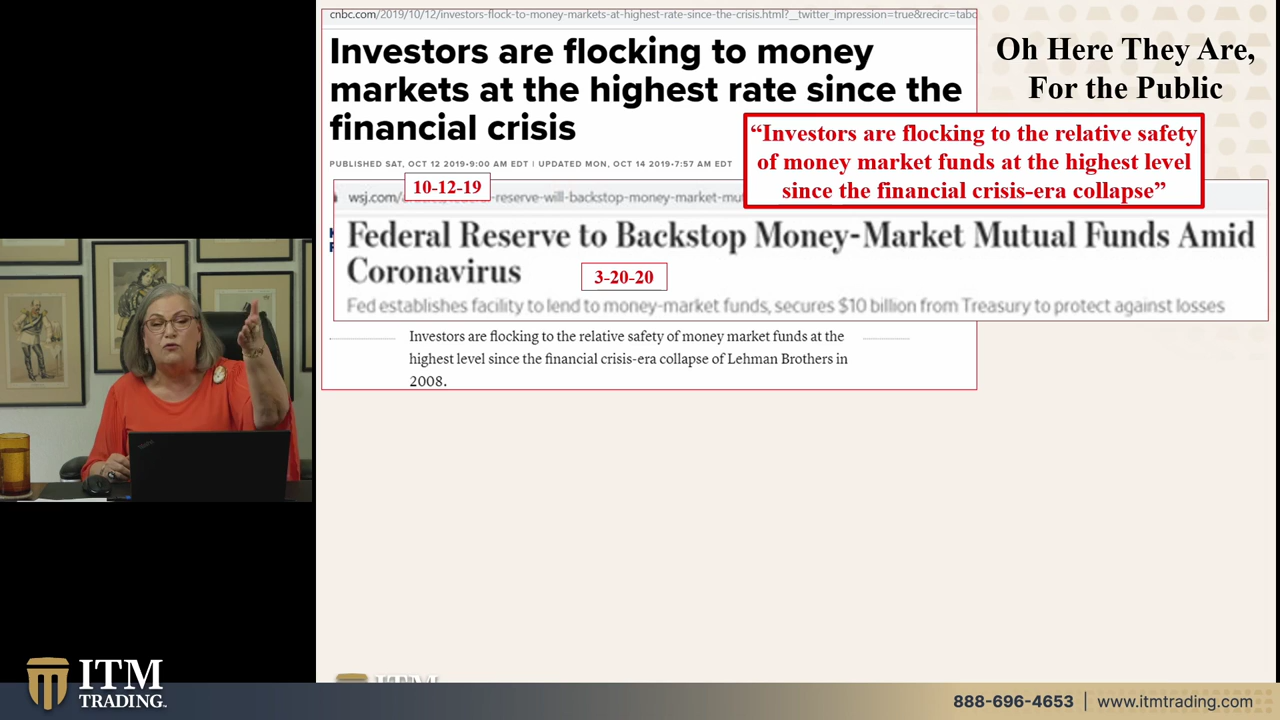 cnbc.com/2019/10/12/investors-flock-to-money-markets-at-highest-rate-since-the-crisis.html?__twitter_impression=true&recirc=tabo
Investors are flocking to money
markets at the highest rate since the
financial crisis
PUBLISHED SAT, OCT 12 2019•9:00 AM EDT | UPDATED MON, OCT 14 2019•7:57 AM EDT
Oh Here They Are,
For the Public
“Investors are flocking to the relative safety
of money market funds at the highest level
since the financial crisis-era collapse”
10-12-19
wsj.com/
-reserve-will-backstop-money-market-mu
Federal Reserve to Backstop Money-Market Mutual Funds Amid
Coronavirus
3-20-20
Fed establishes facility to lend to money-market funds, secures $10 billion from Treasury to protect against losses
Investors are flocking to the relative safety of money market funds at the
highest level since the financial crisis-era collapse of Lehman Brothers in
2008.
ITM
TRADING
888-696-4653 | www.itmtrading.com